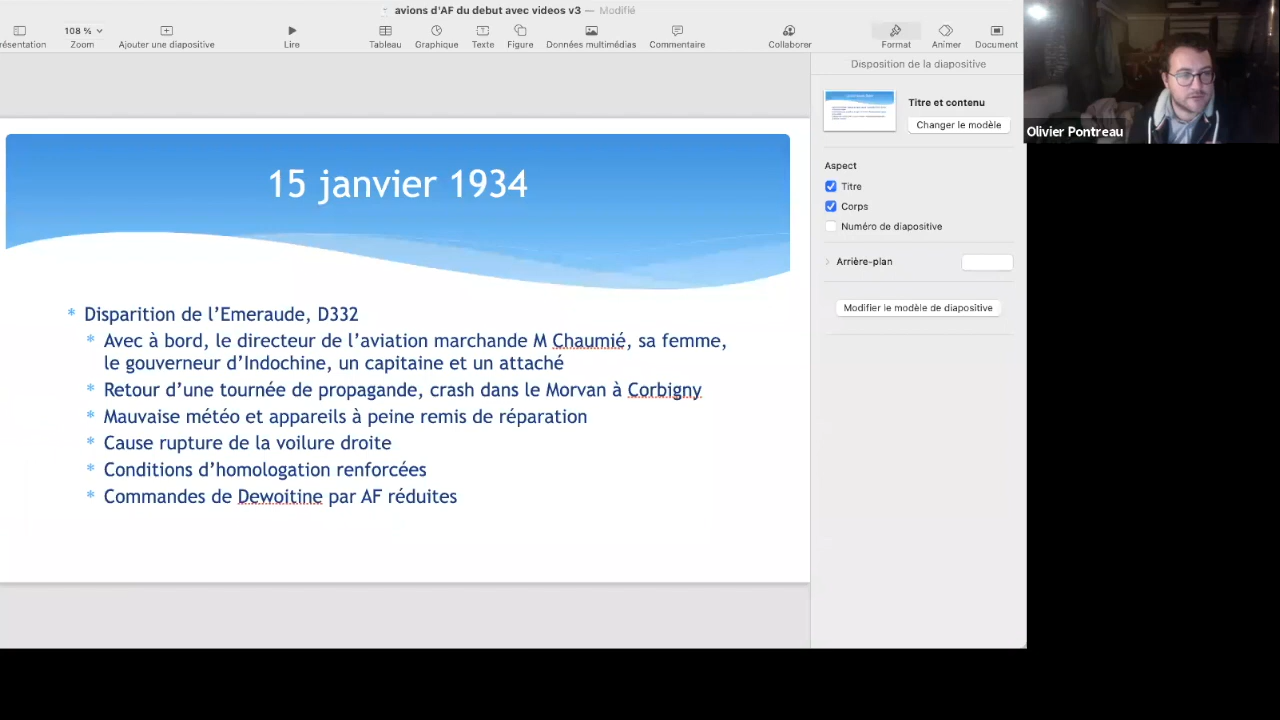 avions d'AF du debut avec videos v3 — Modifié
108 %
ésentation
Zoom
Ajouter une diapositive
Lire
Tableau
Graphique
Texte
Figure
Données multimédias
Commentaire
Collaborer
Format
Animer
Document
Disposition de la diapositive
Titre et contenu
Changer le modèle
Aspect
Titre
Corps
Numéro de diapositive
Arrière-plan
Modifier le modèle de diapositive
Olivier Pontreau
15 janvier 1934
* Disparition de l’Emeraude, D332
* Avec à bord, le directeur de l’aviation marchande M Chaumié, sa femme,
le gouverneur d’Indochine, un capitaine et un attaché
* Retour d’une tournée de propagande, crash dans le Morvan à Corbigny
* Mauvaise météo et appareils à peine remis de réparation
* Cause rupture de la voilure droite
* Conditions d’homologation renforcées
* Commandes de Dewoitine par AF réduites